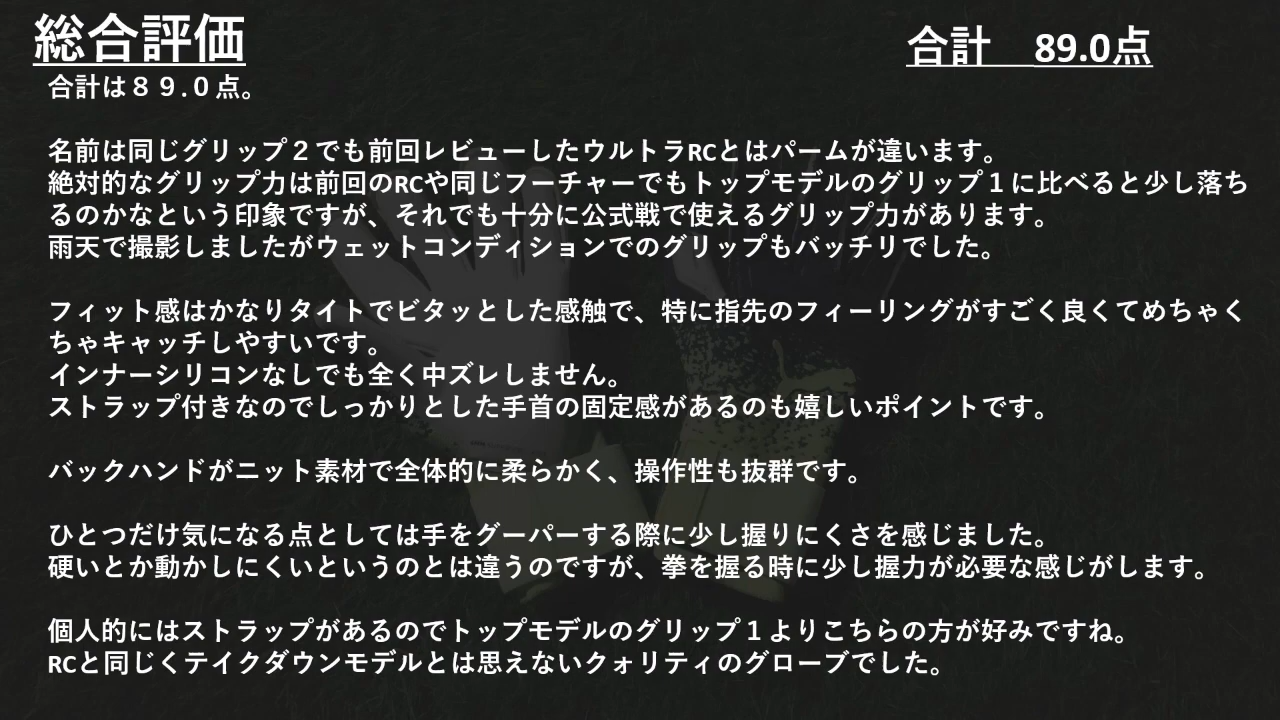 総合評価
合計　89.0点
合計は８９.０点。
名前は同じグリップ２でも前回レビューしたウルトラRCとはパームが違います。
絶対的なグリップ力は前回のRCや同じフーチャーでもトップモデルのグリップ１に比べると少し落ち
るのかなという印象ですが、それでも十分に公式戦で使えるグリップ力があります。
雨天で撮影しましたがウェットコンディションでのグリップもバッチリでした。
フィット感はかなりタイトでビタッとした感触で、特に指先のフィーリングがすごく良くてめちゃく
ちゃキャッチしやすいです。
インナーシリコンなしでも全く中ズレしません。
ストラップ付きなのでしっかりとした手首の固定感があるのも嬉しいポイントです。
バックハンドがニット素材で全体的に柔らかく、操作性も抜群です。
ひとつだけ気になる点としては手をグーパーする際に少し握りにくさを感じました。
硬いとか動かしにくいというのとは違うのですが、拳を握る時に少し握力が必要な感じがします。
個人的にはストラップがあるのでトップモデルのグリップ１よりこちらの方が好みですね。
RCと同じくテイクダウンモデルとは思えないクォリティのグローブでした。